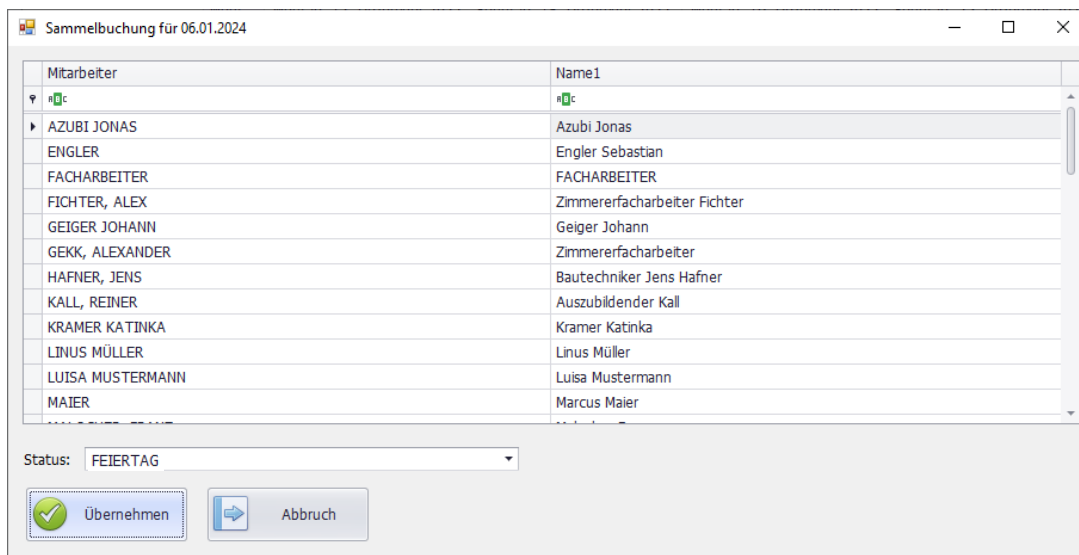 Sammelbuchung für 06.01.2024
Mitarbeiter Name1
ABC ABC
AZUBI JONAS Azubi Jonas
ENGLER Engler Sebastian
FACHARBEITER FACHARBEITER
FICHTER, ALEX Zimmererfacharbeiter Fichter
GEIGER JOHANN Geiger Johann
GEKK, ALEXANDER Zimmererfacharbeiter
HAFNER, JENS Bautechniker Jens Hafner
KALL, REINER Auszubildender Kall
KRAMER KATINKA Kramer Katinka
LINUS MÜLLER Linus Müller
LUISA MUSTERMANN Luisa Mustermann
MAIER Marcus Maier
Status: FEIERTAG
Übernehmen Abbruch